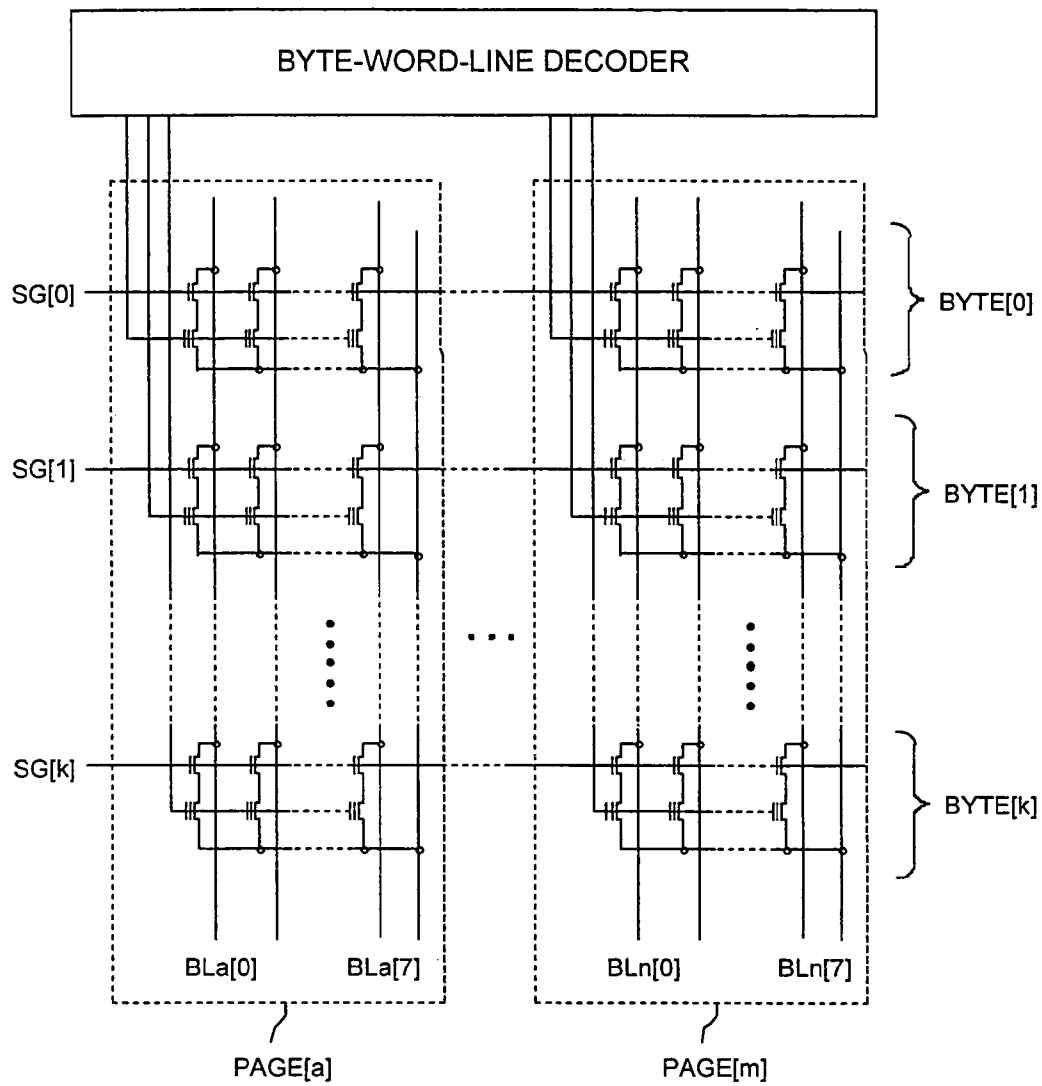 BYTE-WORD-LINE DECODER
SG[0]
BYTE[0]
SG[1]
BYTE[1]
SG[k]
BYTE[k]
BLa[0] BLa[7] BLn[0] BLn[7]
PAGE[a] PAGE[m]